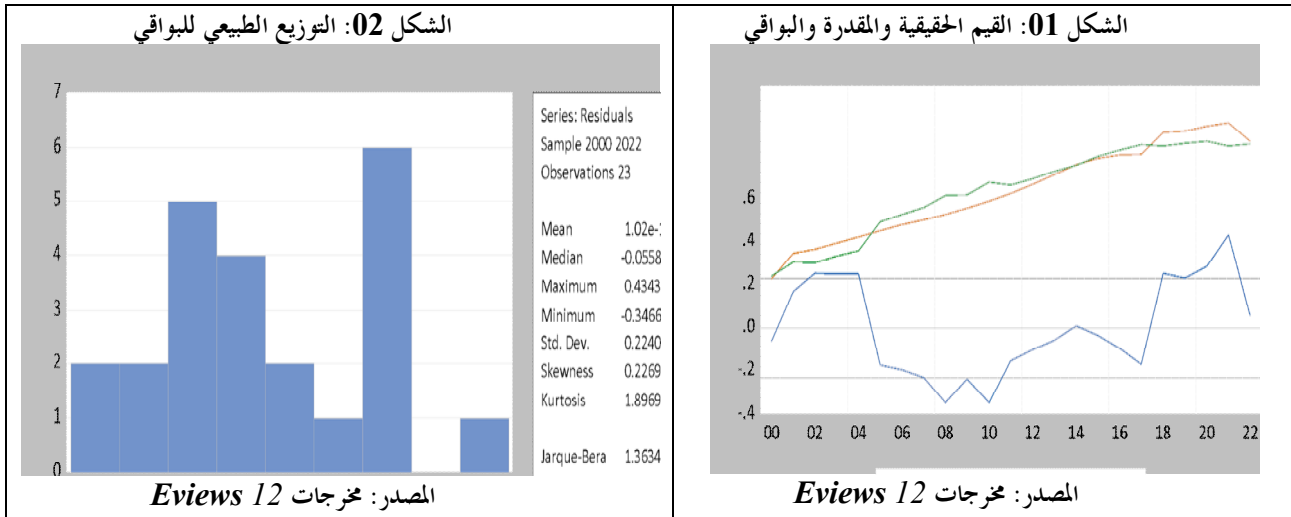 الشكل 01: القيم الحقيقية والمقدرة والبواقي
.6
.4
.2
.0
-.2
-.4
00 02 04 06 08 10 12 14 16 18 20 22
المصدر: مخرجات Eviews 12
الشكل 02: التوزيع الطبيعي للبواقي
7
6
5
4
3
2
1
0
Series: Residuals
Sample 2000 2022
Observations 23
Mean 1.02e-
Median -0.0558
Maximum 0.4343
Minimum -0.3466
Std. Dev. 0.2240
Skewness 0.2269
Kurtosis 1.8969
Jarque-Bera 1.3634
المصدر: مخرجات Eviews 12